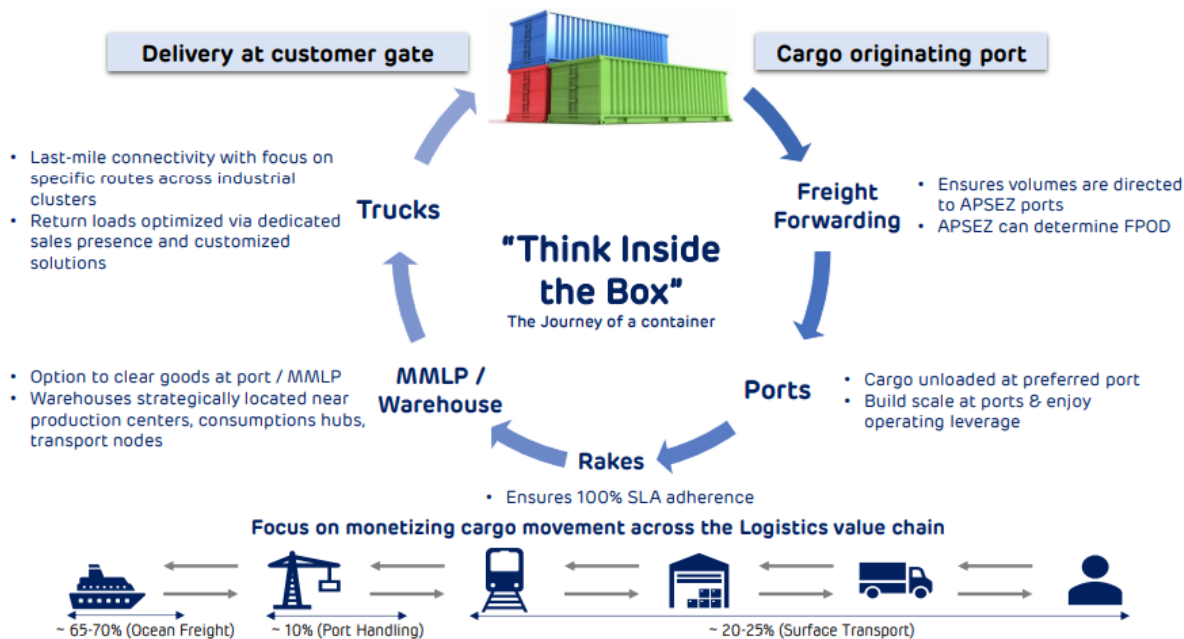 Delivery at customer gate
Cargo originating port
• Last-mile connectivity with focus on
specific routes across industrial
clusters
• Return loads optimized via dedicated
sales presence and customized
solutions
Trucks
Freight
Forwarding
• Ensures volumes are directed
to APSEZ ports
• APSEZ can determine FPOD
"Think Inside
the Box"
The Journey of a container
• Option to clear goods at port / MMLP
• Warehouses strategically located near
production centers, consumptions hubs,
transport nodes
MMLP /
Warehouse
Ports
• Cargo unloaded at preferred port
• Build scale at ports & enjoy
operating leverage
Rakes
• Ensures 100% SLA adherence
Focus on monetizing cargo movement across the Logistics value chain
~ 65-70% (Ocean Freight)
~ 10% (Port Handling)
~ 20-25% (Surface Transport)